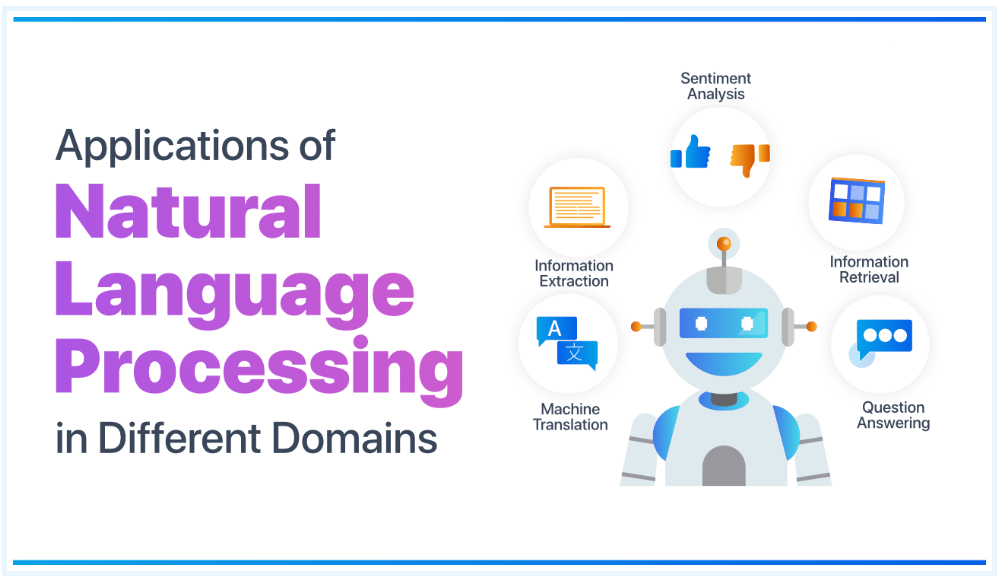 Applications of
Natural
Language
Processing
in Different Domains
Sentiment
Analysis
Information
Extraction
Information
Retrieval
A
文
Machine
Translation
Question
Answering